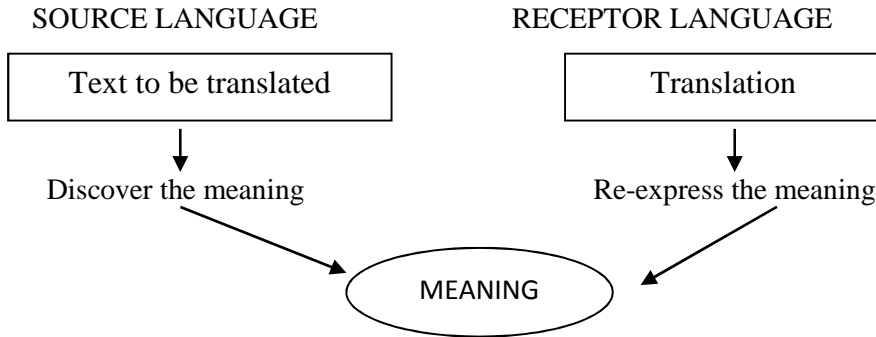 SOURCE LANGUAGE RECEPTOR LANGUAGE
Text to be translated Translation
Discover the meaning Re-express the meaning
MEANING